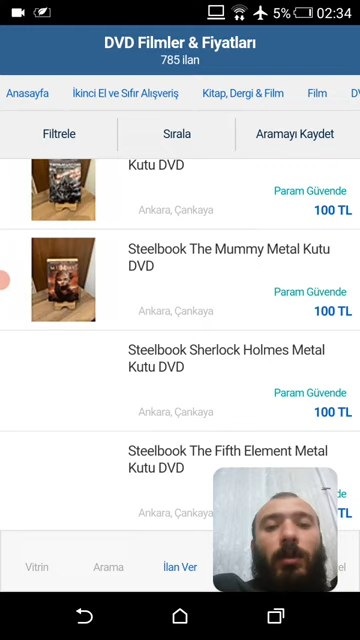 5% 02:34
DVD Filmler & Fiyatları
785 ilan
Anasayfa İkinci El ve Sıfır Alışveriş Kitap, Dergi & Film Film
Filtrele Sırala Aramayı Kaydet
Kutu DVD
Param Güvende
Ankara, Çankaya 100 TL
Steelbook The Mummy Metal Kutu
DVD
Param Güvende
Ankara, Çankaya 100 TL
Steelbook Sherlock Holmes Metal
Kutu DVD
Param Güvende
Ankara, Çankaya 100 TL
Steelbook The Fifth Element Metal
Kutu DVD
de
Ankara, Çankaya TL
Vitrin Arama İlan Ver el